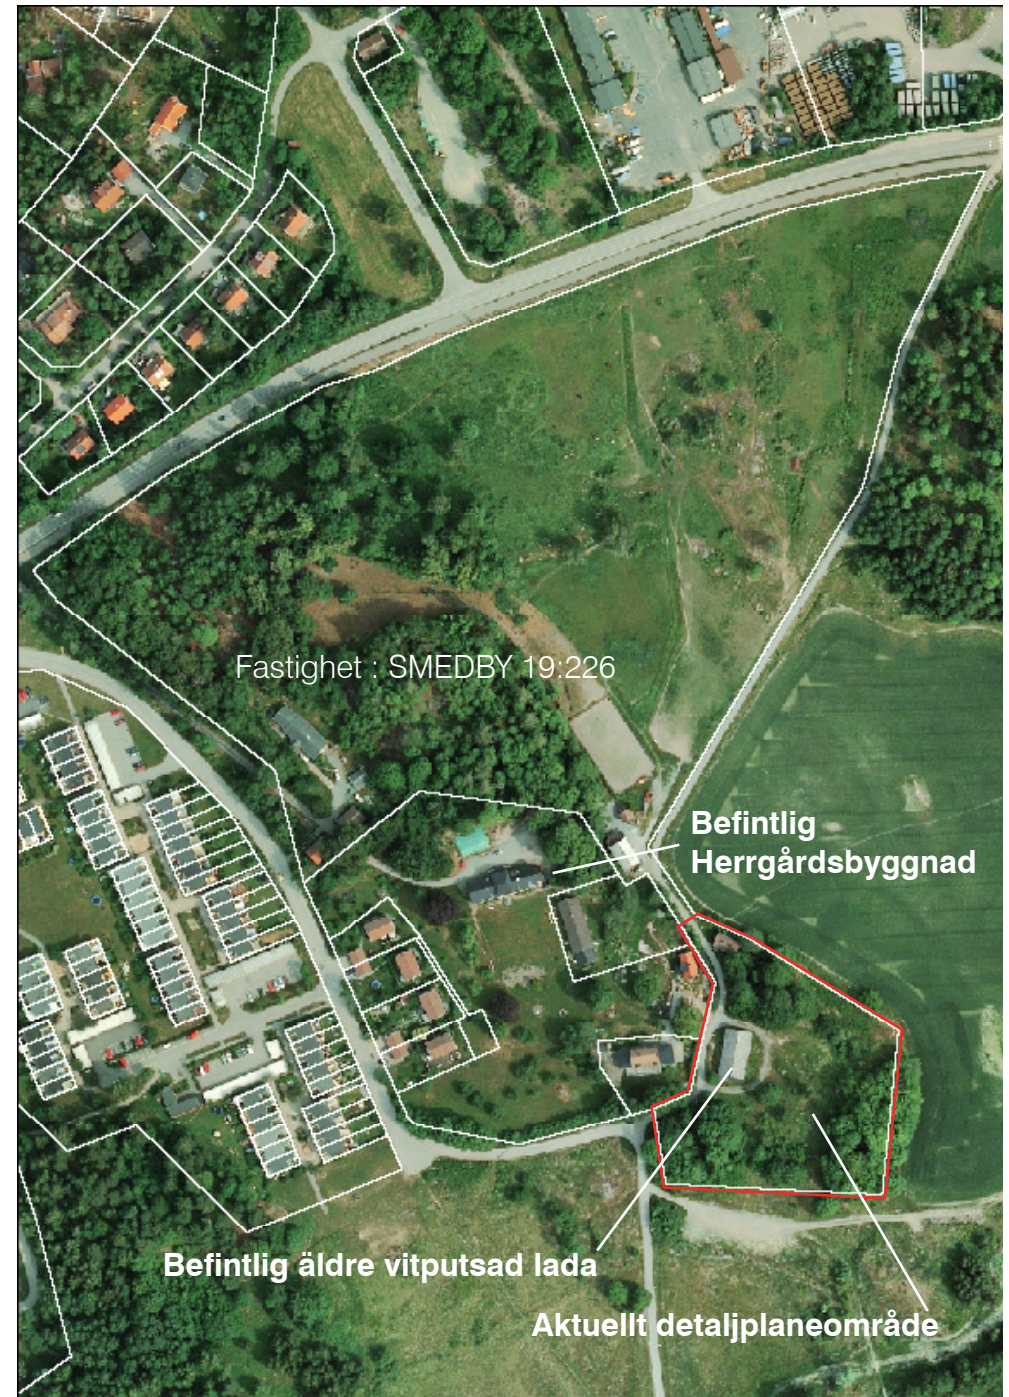 Fastighet : SMEDBY 19:226
Befintlig
Herrgårdsbyggnad
Befintlig äldre vitputsad lada
Aktuellt detaljplaneområde